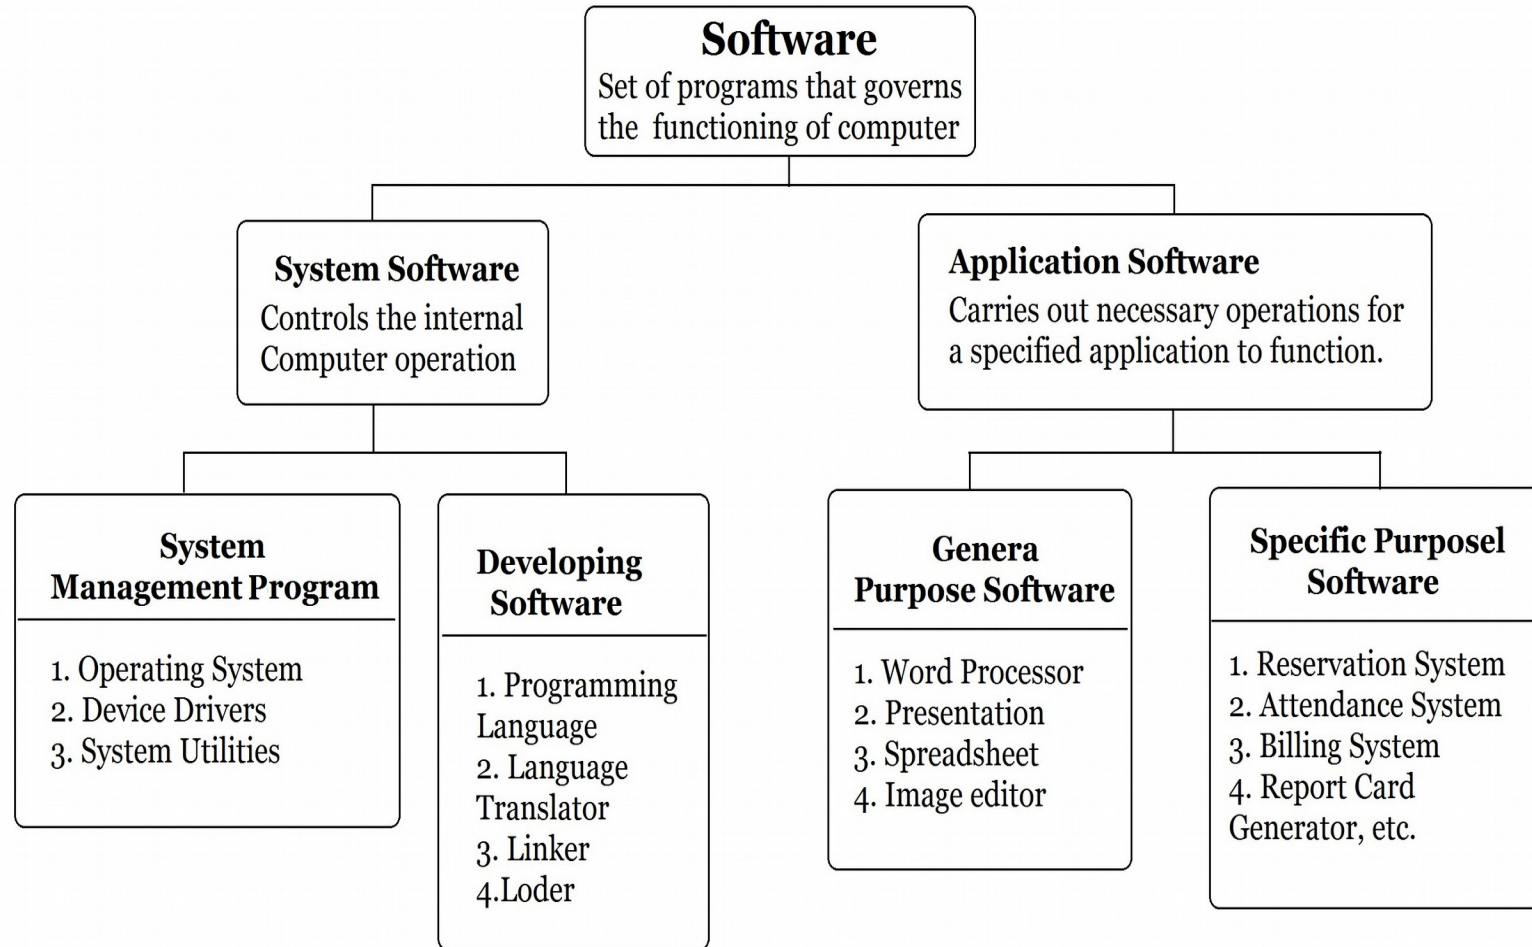 Software
Set of programs that governs
the functioning of computer
System Software
Controls the internal
Computer operation
Application Software
Carries out necessary operations for
a specified application to function.
System
Management Program
1. Operating System
2. Device Drivers
3. System Utilities
Developing
Software
1. Programming
Language
2. Language
Translator
3. Linker
4.Loder
Genera
Purpose Software
1. Word Processor
2. Presentation
3. Spreadsheet
4. Image editor
Specific Purposel
Software
1. Reservation System
2. Attendance System
3. Billing System
4. Report Card
Generator, etc.